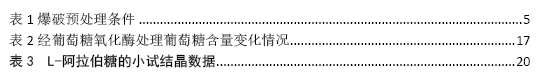 表 1 爆破预处理条件 ......................................................................................................5
表 2 经葡萄糖氧化酶处理葡萄糖含量变化情况............................................................17
表 3　L-阿拉伯糖的小试结晶数据................................................................................20